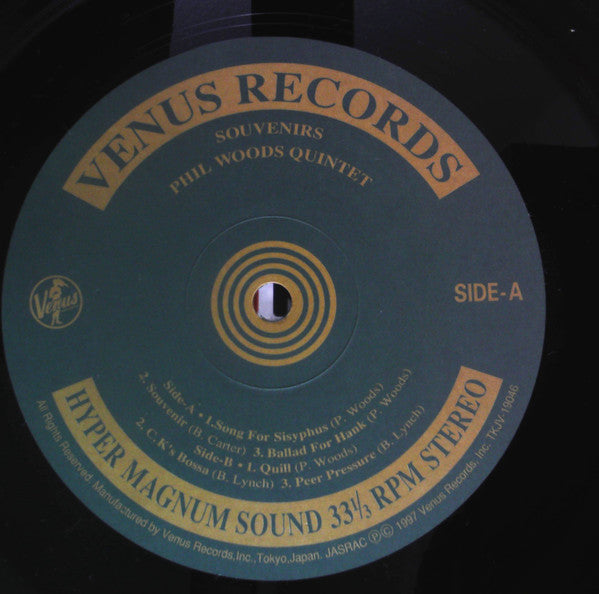 VENUS RECORDS
SOUVENIRS
PHIL WOODS QUINTET
Venus
SIDE-A
Side-A • 1.Song For Sisyphus (P. Woods)
2. Souvenir (B. Carter) 3. Ballad For Hank (P. Woods)
Side-B • 1. Quill (P. Woods)
2. C. K's Bossa (B. Lynch) 3. Peer Pressure (B. Lynch)
HYPER MAGNUM SOUND 33⅓ RPM STEREO
All Rights Reserved. Manufactured by Venus Records,Inc.,Tokyo,Japan. JASRAC ⓅⒸ 1997 Venus Records, Inc. TKJV-19046